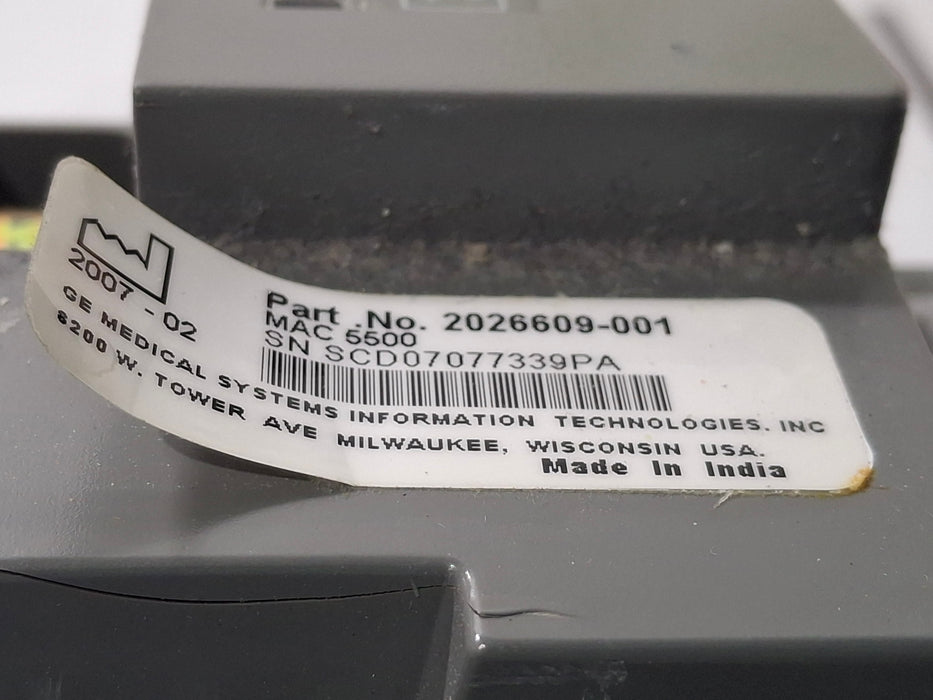 2007-02
Part .No. 2026609-001
MAC 5500
SN SCD07077339PA
GE MEDICAL SYSTEMS INFORMATION TECHNOLOGIES. INC
8200 W. TOWER AVE MILWAUKEE, WISCONSIN USA.
Made In India